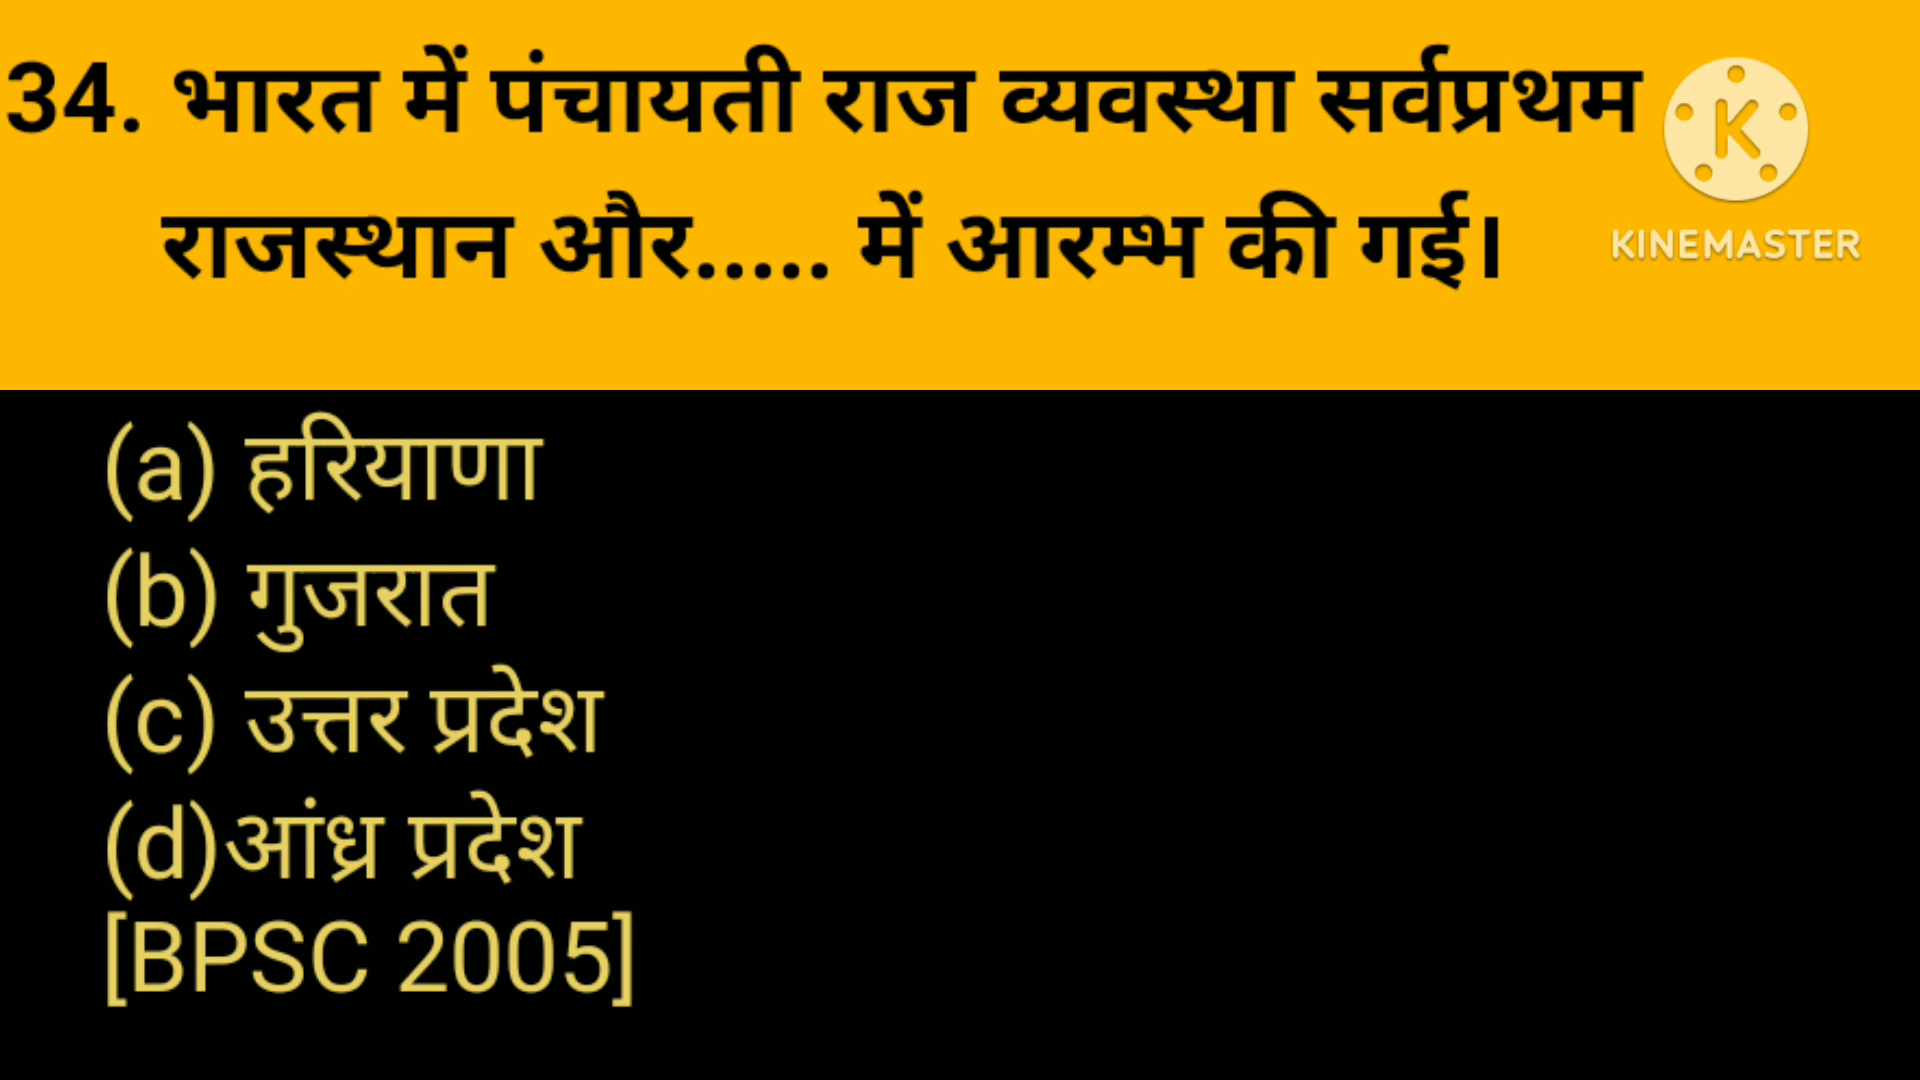 34. भारत में पंचायती राज व्यवस्था सर्वप्रथम
राजस्थान और..... में आरम्भ की गई।
K
KINEMASTER
(a) हरियाणा
(b) गुजरात
(c) उत्तर प्रदेश
(d)आंध्र प्रदेश
[BPSC 2005]